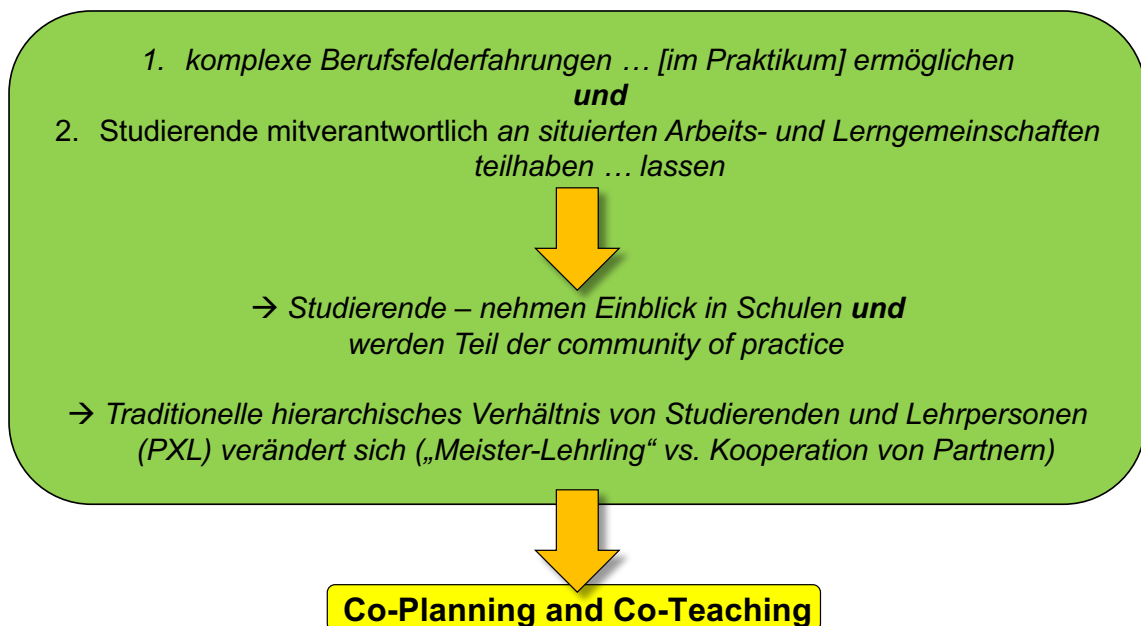 1. komplexe Berufsfelderfahrungen … [im Praktikum] ermöglichen
und
2. Studierende mitverantwortlich an situierten Arbeits- und Lerngemeinschaften
teilhaben … lassen
→ Studierende – nehmen Einblick in Schulen und
werden Teil der community of practice
→ Traditionelle hierarchisches Verhältnis von Studierenden und Lehrpersonen
(PXL) verändert sich („Meister-Lehrling“ vs. Kooperation von Partnern)
Co-Planning and Co-Teaching